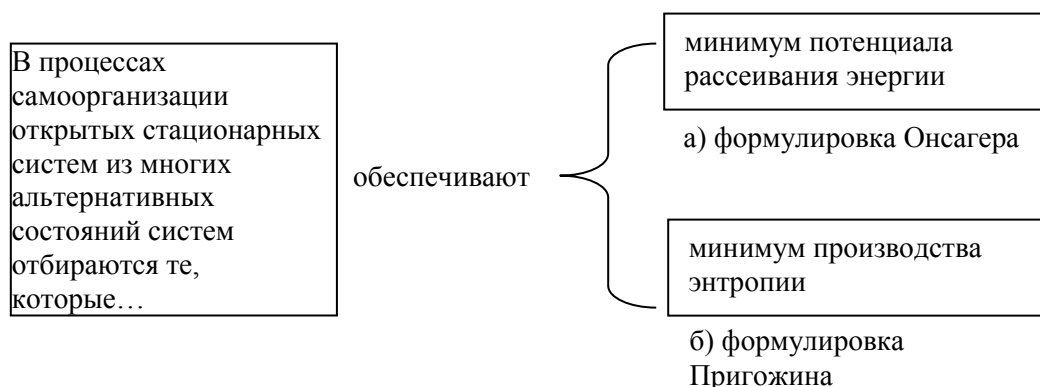 В процессах
самоорганизации
открытых стационарных
систем из многих
альтернативных
состояний систем
отбираются те,
которые…
обеспечивают
минимум потенциала
рассеивания энергии
а) формулировка Онсагера
минимум производства
энтропии
б) формулировка
Пригожина